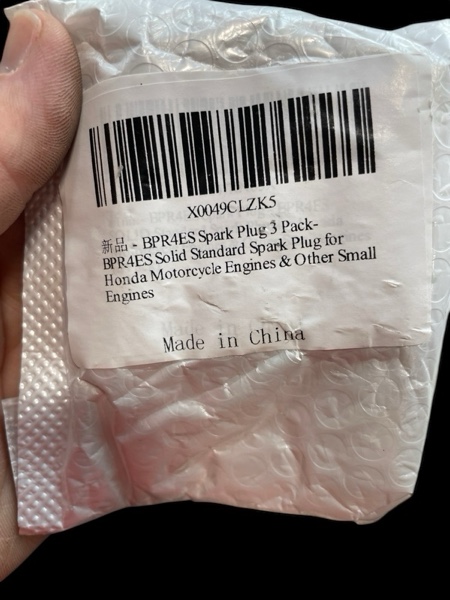 X0049CLZK5
新品 - BPR4ES Spark Plug 3 Pack-
BPR4ES Solid Standard Spark Plug for
Honda Motorcycle Engines & Other Small
Engines
Made in China